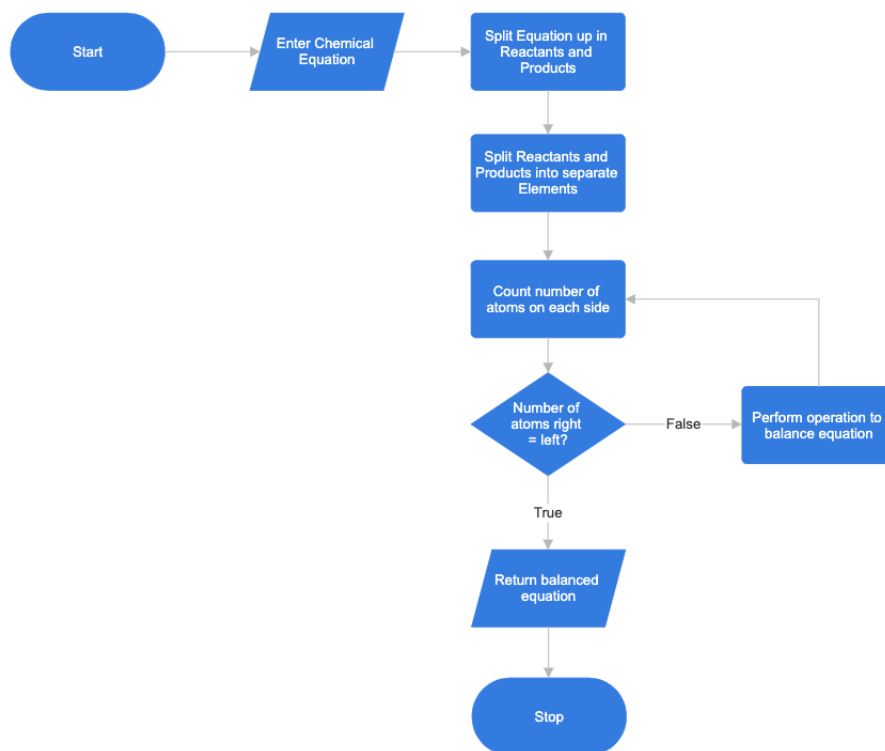 Start
Enter Chemical
Equation
Split Equation up in
Reactants and
Products
Split Reactants and
Products into separate
Elements
Count number of
atoms on each side
Number of
atoms right
= left?
False
Perform operation to
balance equation
True
Return balanced
equation
Stop